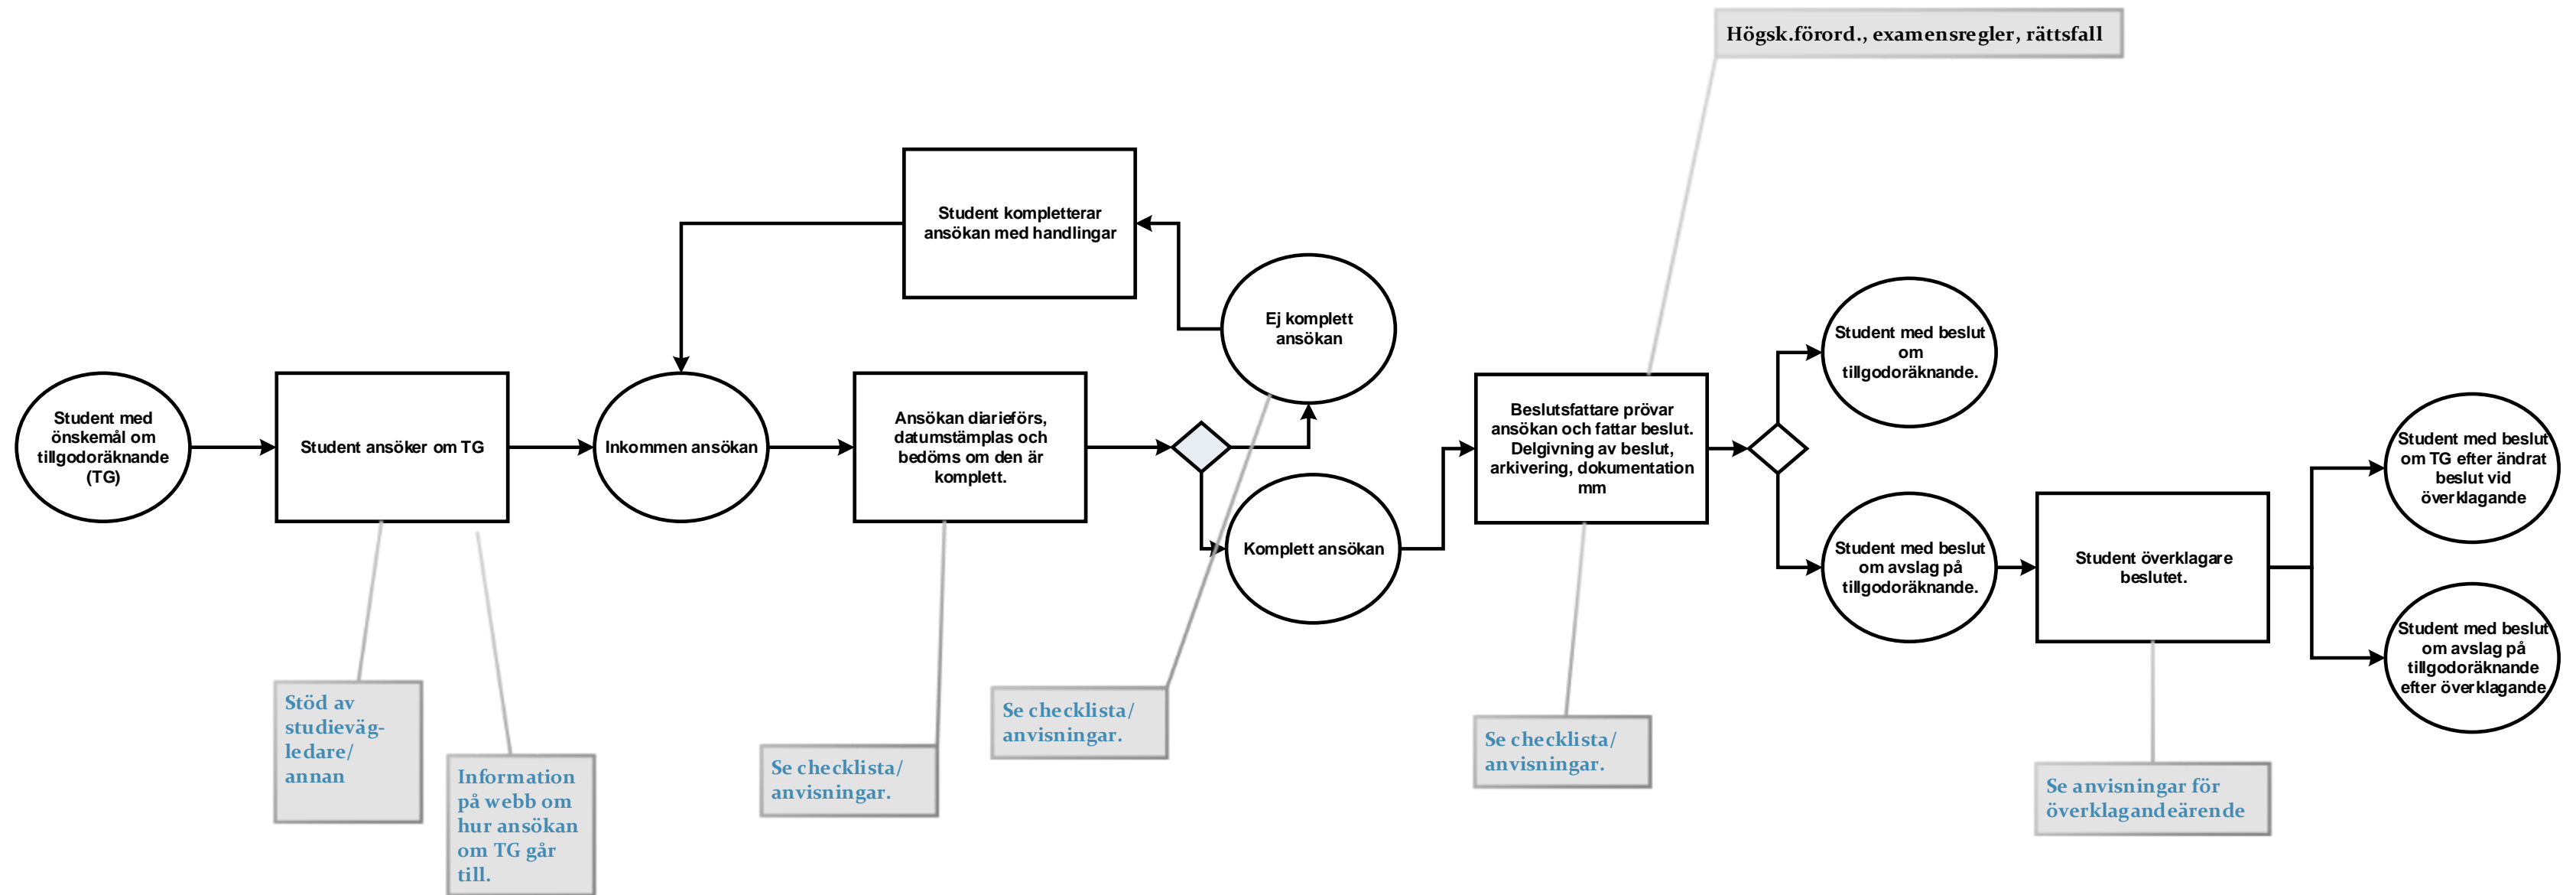 Högsk.förord., examensregler, rättsfall
Student kompletterar
ansökan med handlingar
Ej komplett
ansökan
Student med beslut
om
tillgodoräknande.
Student med
önskemål om
tillgodoräknande
(TG)
Student ansöker om TG
Inkommen ansökan
Ansökan diarieförs,
datumstämplas och
bedöms om den är
komplett.
Komplett ansökan
Beslutsfattare prövar
ansökan och fattar beslut.
Delgivning av beslut,
arkivering, dokumentation
mm
Student med beslut
om avslag på
tillgodoräknande.
Student överklagare
beslutet.
Student med beslut
om TG efter ändrat
beslut vid
överklagande
Student med beslut
om avslag på
tillgodoräknande
efter överklagande
Stöd av
studieväg-
ledare/
annan
Information
på webb om
hur ansökan
om TG går
till.
Se checklista/
anvisningar.
Se checklista/
anvisningar.
Se checklista/
anvisningar.
Se anvisningar för
överklagandeärende